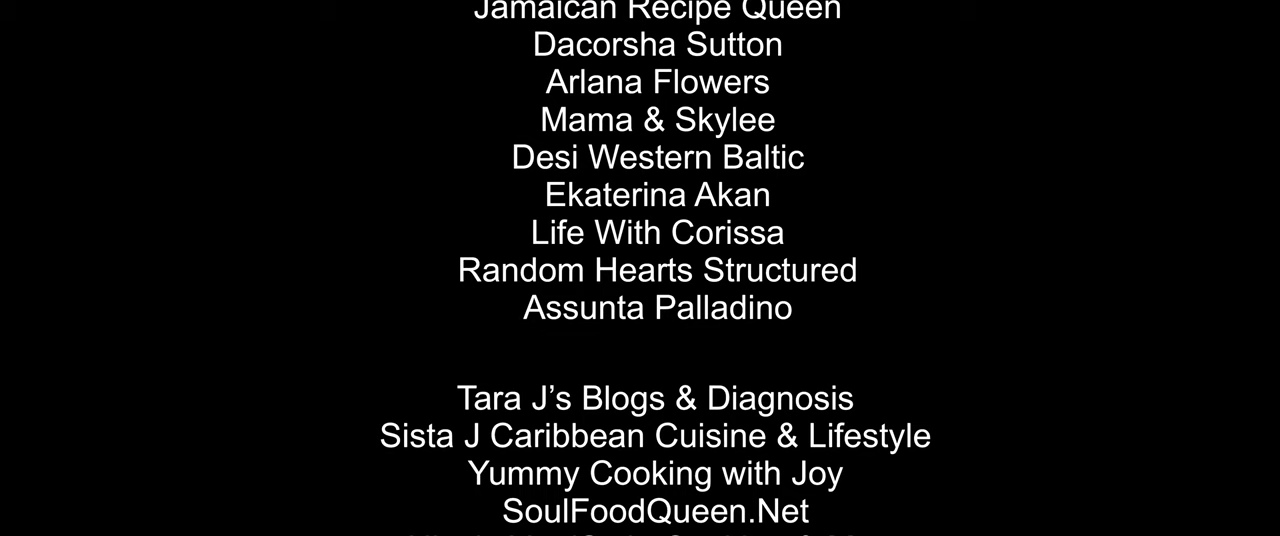 Jamaican Recipe Queen
Dacorsha Sutton
Arlana Flowers
Mama & Skylee
Desi Western Baltic
Ekaterina Akan
Life With Corissa
Random Hearts Structured
Assunta Palladino
Tara J’s Blogs & Diagnosis
Sista J Caribbean Cuisine & Lifestyle
Yummy Cooking with Joy
SoulFoodQueen.Net